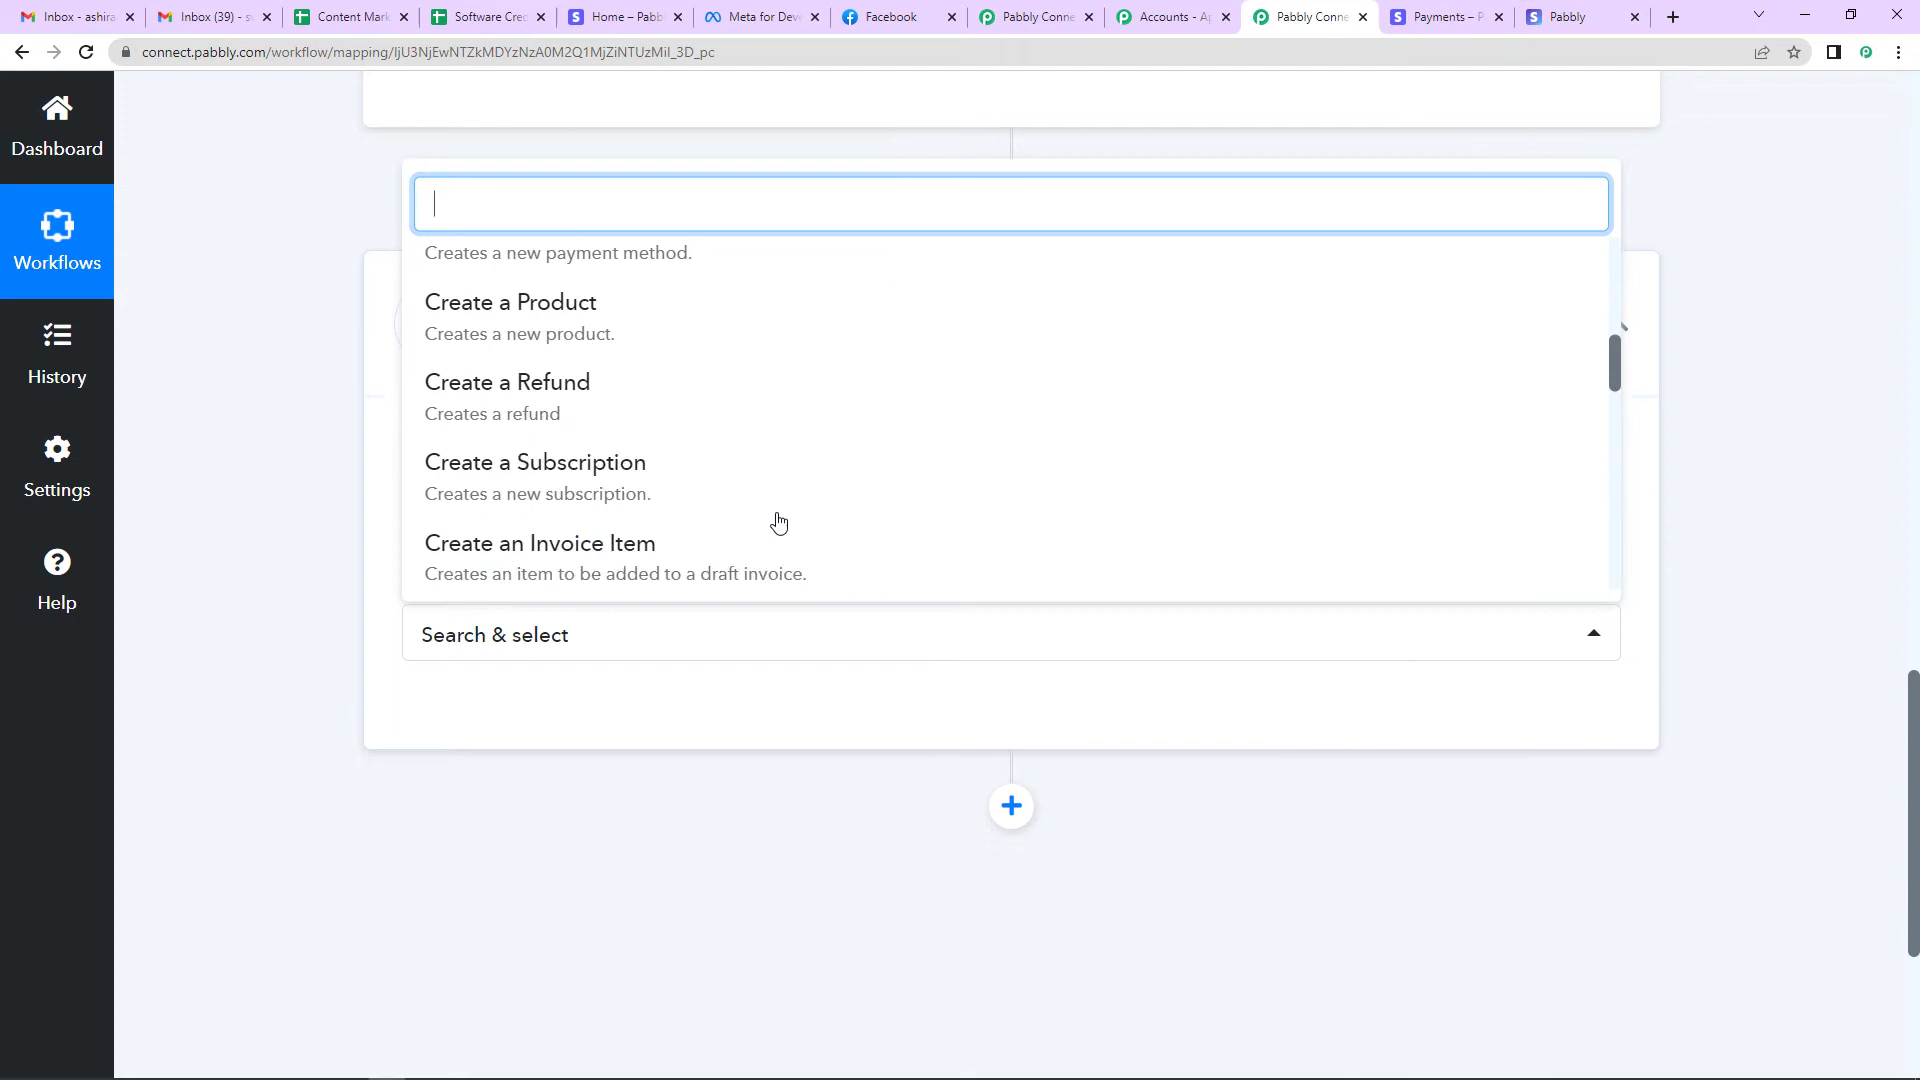 Inbox - ashira
Inbox (39) - s
Content Mark
Software Cred
Home – Pabb
Meta for Deve
Facebook
Pabbly Conne
Accounts - A
Pabbly Conne
Payments – P
Pabbly
connect.pabbly.com/workflow/mapping/IjU3NjEwNTZkMDYzNzA0M2Q1MjZiNTUzMiI_3D_pc
Dashboard
Workflows
History
Settings
Help
Creates a new payment method.
Create a Product
Creates a new product.
Create a Refund
Creates a refund
Create a Subscription
Creates a new subscription.
Create an Invoice Item
Creates an item to be added to a draft invoice.
Search & select